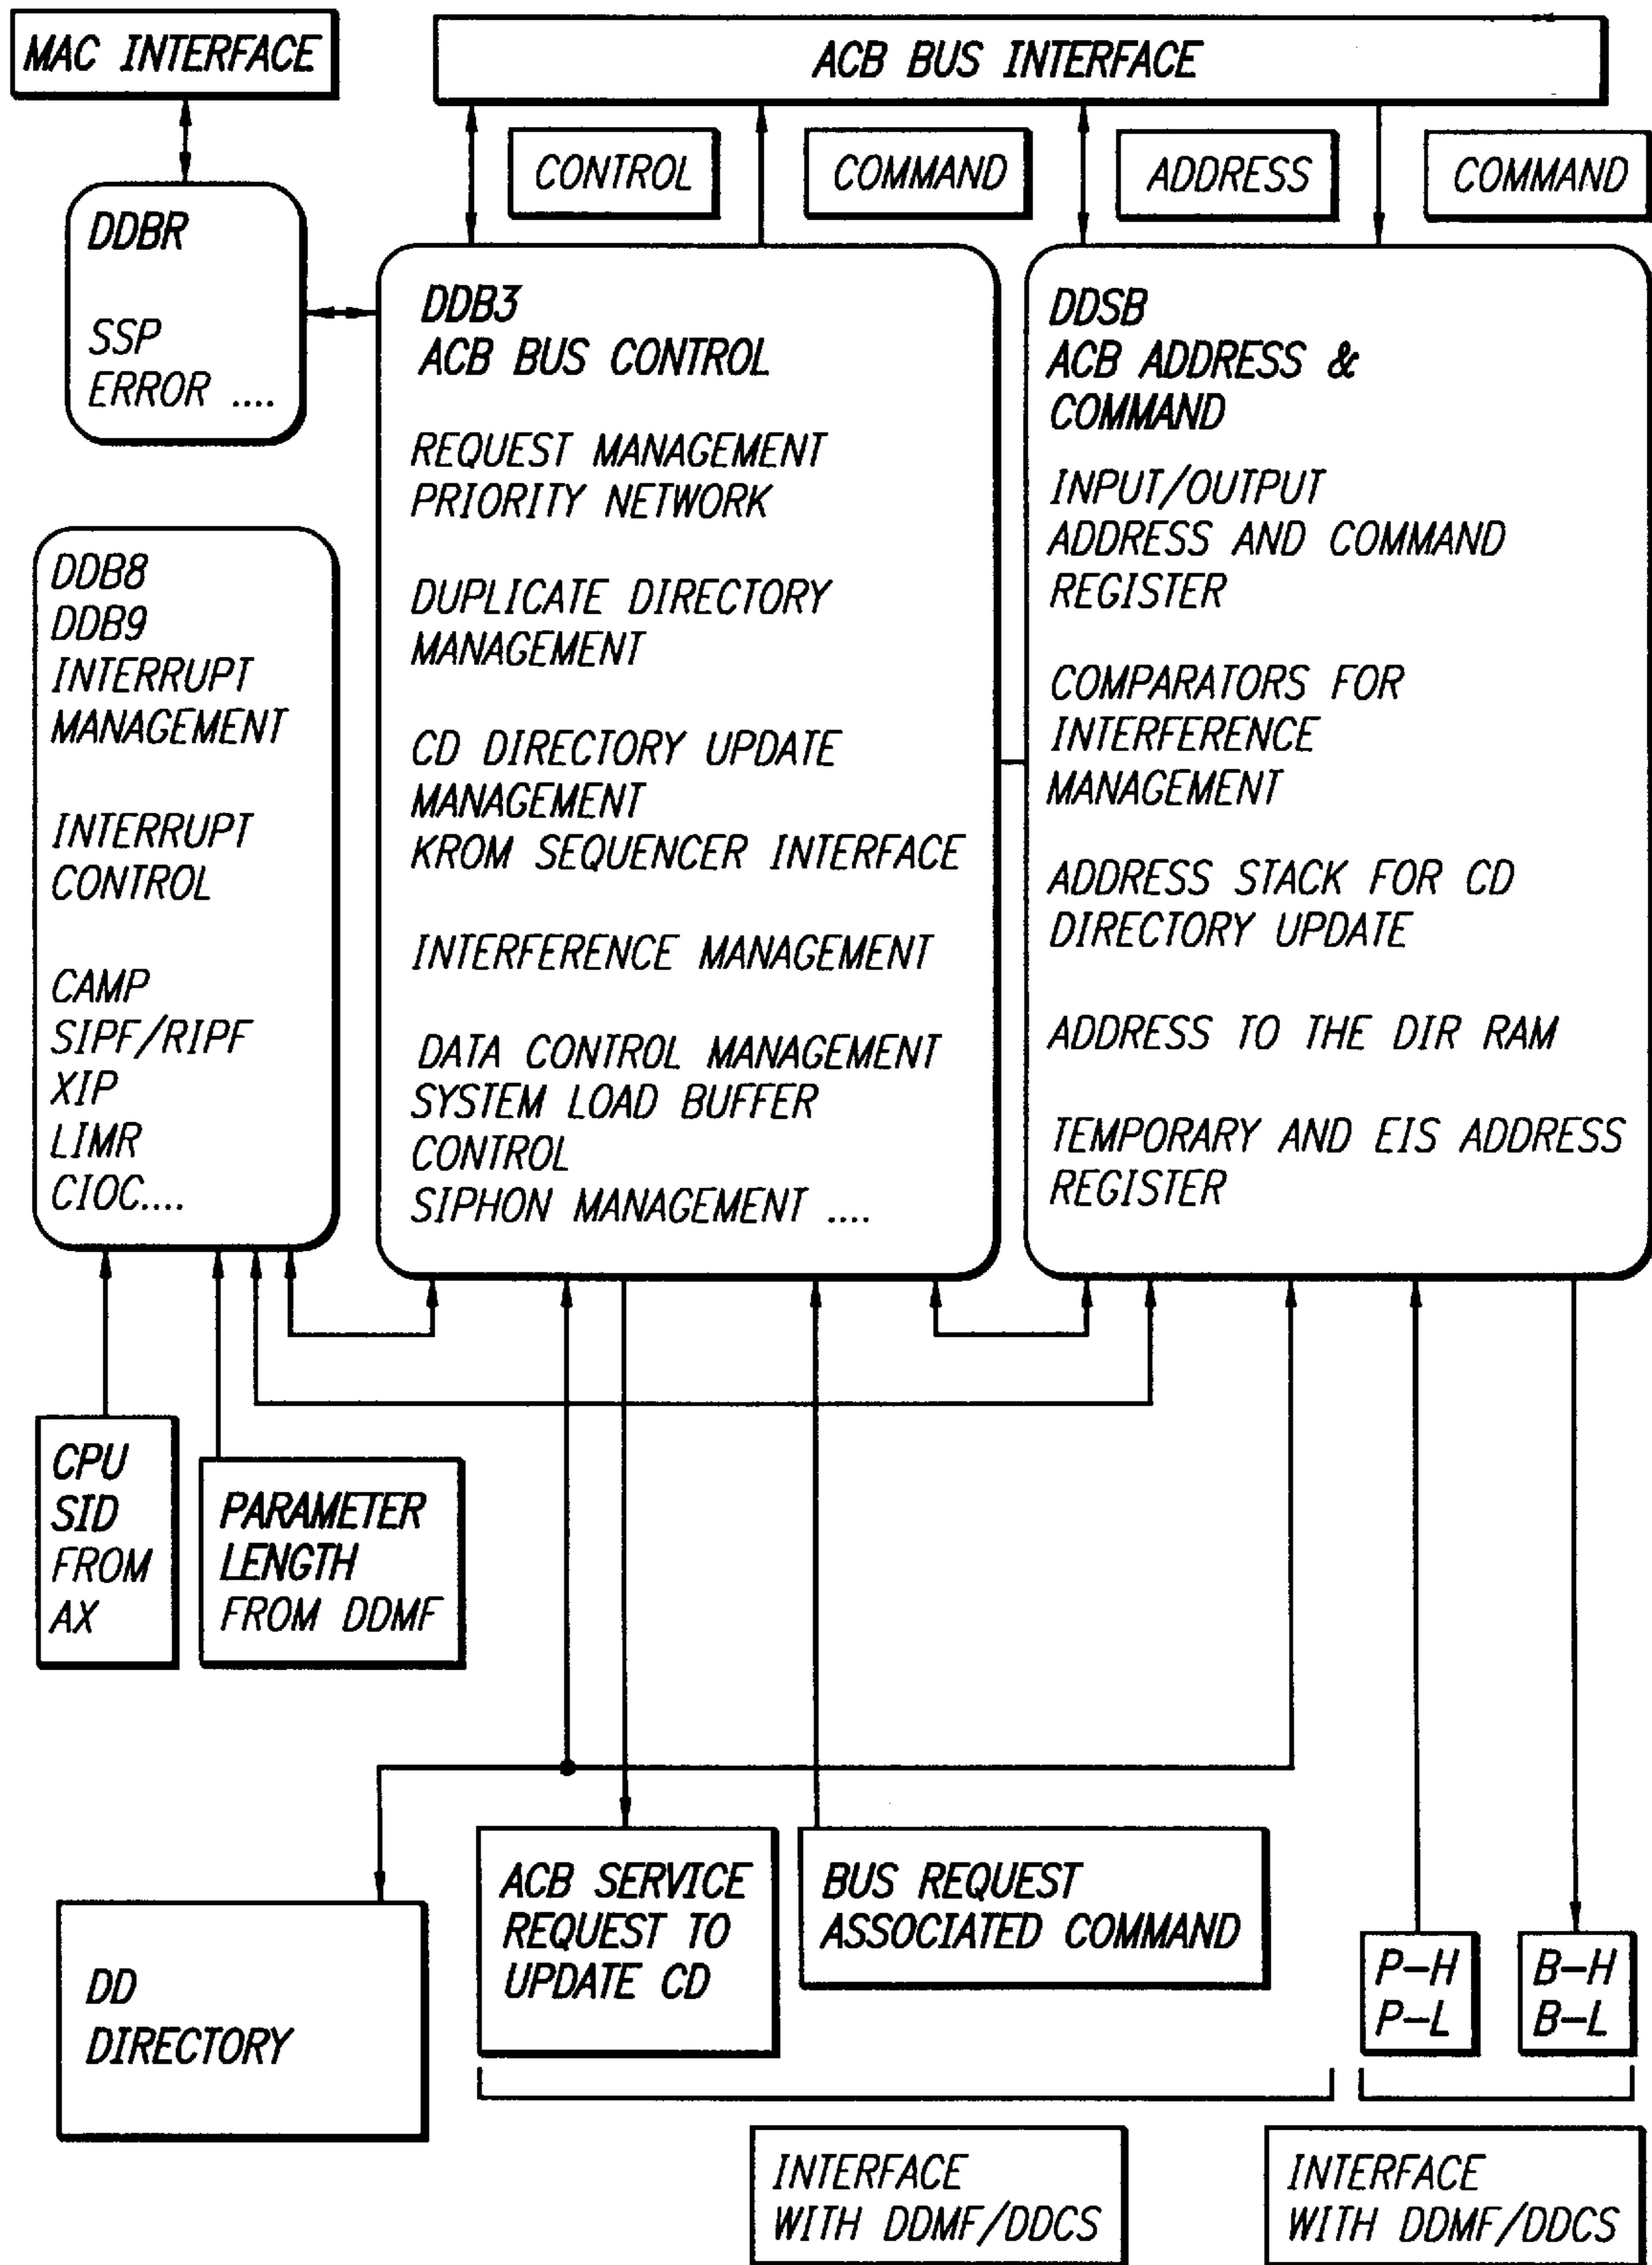 MAC INTERFACE
ACB BUS INTERFACE
CONTROL
COMMAND
ADDRESS
COMMAND
DDBR
SSP
ERROR ....
DDB3
ACB BUS CONTROL
REQUEST MANAGEMENT
PRIORITY NETWORK
DUPLICATE DIRECTORY
MANAGEMENT
CD DIRECTORY UPDATE
MANAGEMENT
KROM SEQUENCER INTERFACE
INTERFERENCE MANAGEMENT
DATA CONTROL MANAGEMENT
SYSTEM LOAD BUFFER
CONTROL
SIPHON MANAGEMENT ....
DDSB
ACB ADDRESS &
COMMAND
INPUT/OUTPUT
ADDRESS AND COMMAND
REGISTER
COMPARATORS FOR
INTERFERENCE
MANAGEMENT
ADDRESS STACK FOR CD
DIRECTORY UPDATE
ADDRESS TO THE DIR RAM
TEMPORARY AND EIS ADDRESS
REGISTER
DDB8
DDB9
INTERRUPT
MANAGEMENT
INTERRUPT
CONTROL
CAMP
SIPF/RIPF
XIP
LIMR
CIOC....
CPU
SID
FROM
AX
PARAMETER
LENGTH
FROM DDMF
DD
DIRECTORY
ACB SERVICE
REQUEST TO
UPDATE CD
BUS REQUEST
ASSOCIATED COMMAND
P-H
P-L
B-H
B-L
INTERFACE
WITH DDMF/DDCS
INTERFACE
WITH DDMF/DDCS